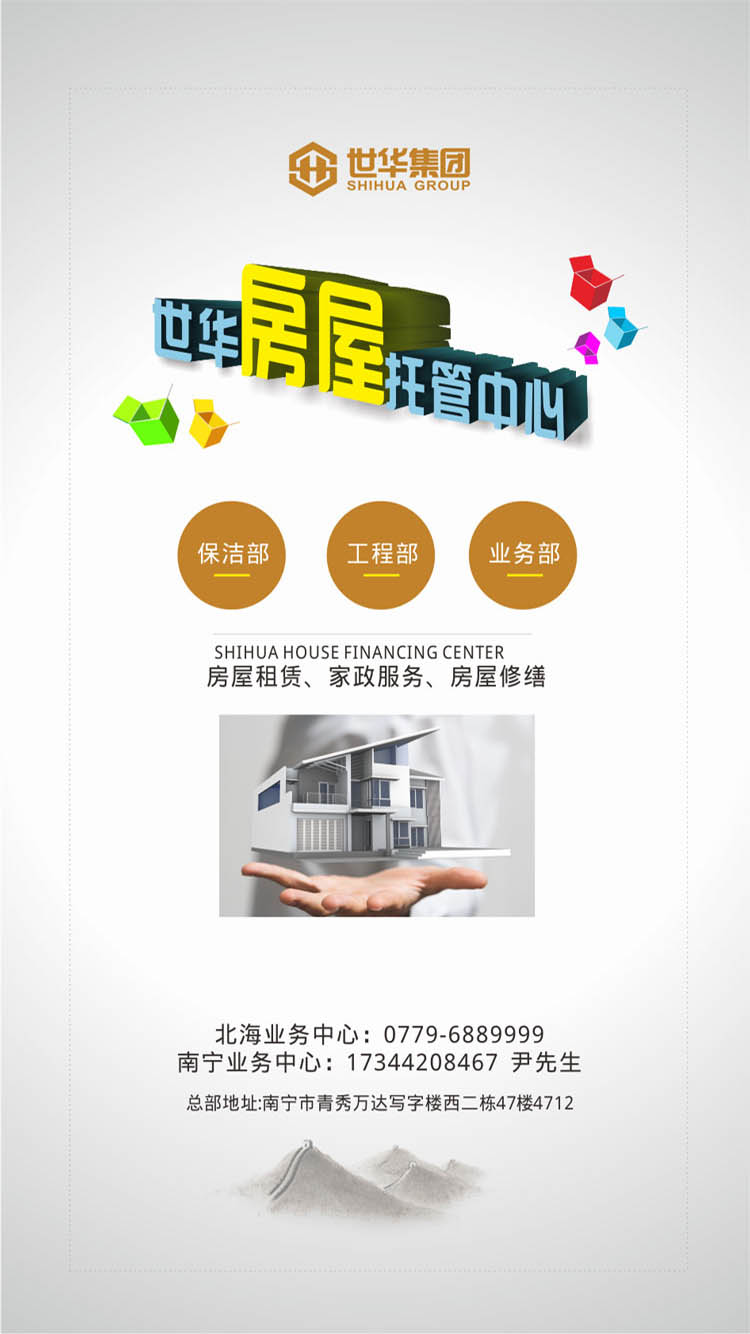 世华集团
SHIHUA GROUP
世华房屋托管中心
保洁部 工程部 业务部
SHIHUA HOUSE FINANCING CENTER
房屋租赁、家政服务、房屋修缮
北海业务中心：0779-6889999
南宁业务中心：17344208467 尹先生
总部地址:南宁市青秀万达写字楼西二栋47楼4712